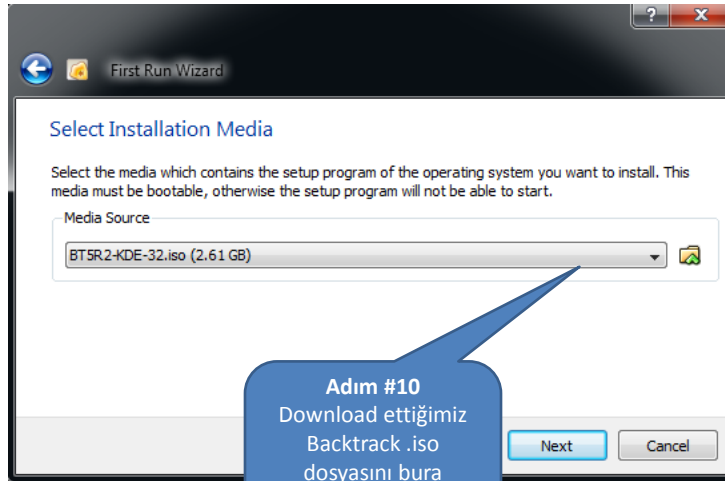 ?
x
First Run Wizard
Select Installation Media
Select the media which contains the setup program of the operating system you want to install. This
media must be bootable, otherwise the setup program will not be able to start.
Media Source
BT5R2-KDE-32.iso (2.61 GB)
Adım #10
Download ettiğimiz
Backtrack .iso
dosyasını bura
Next
Cancel